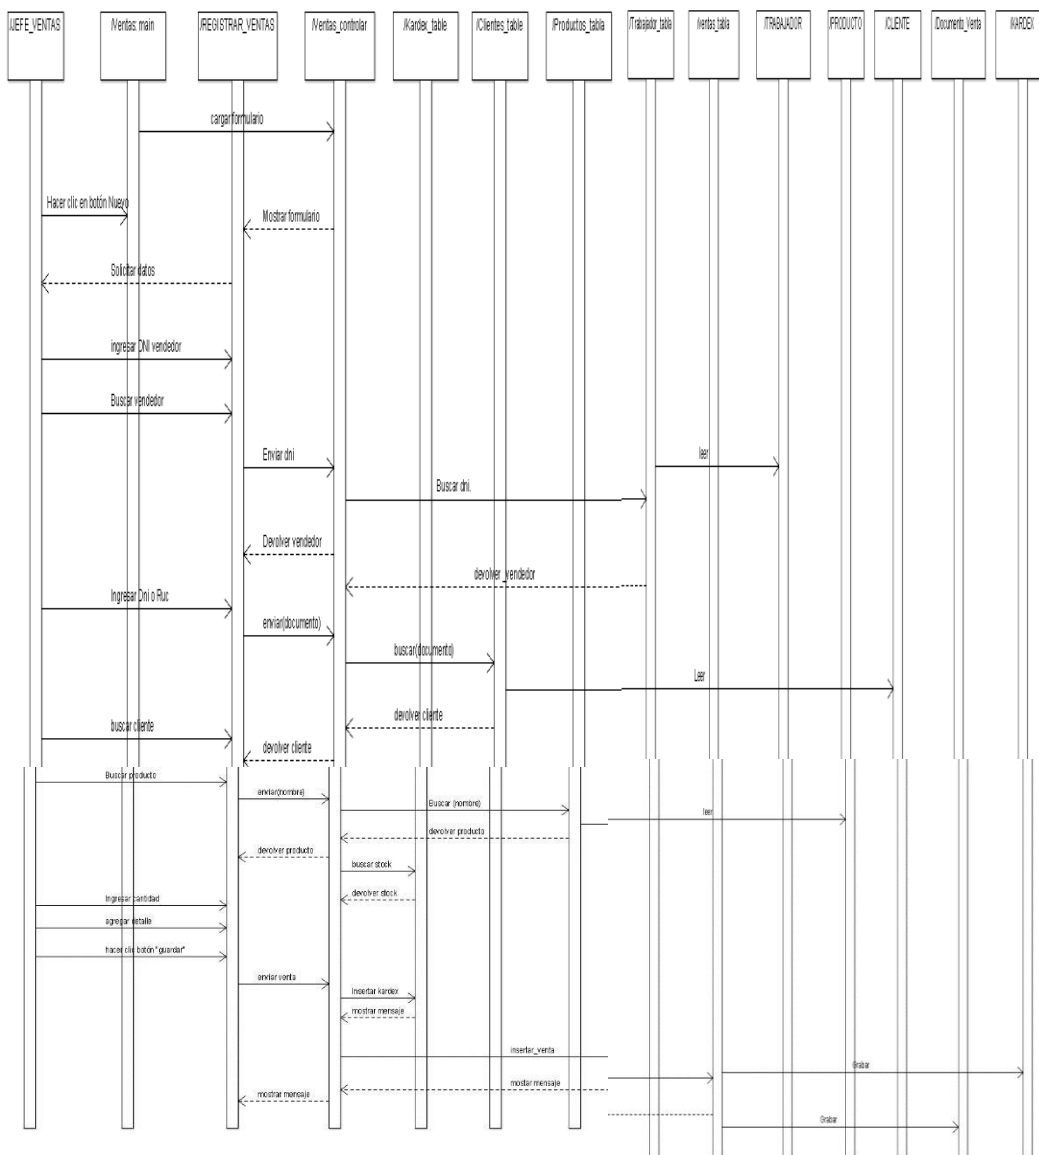 /JEFE_VENTAS
/Ventas: main
/REGISTRAR_VENTAS
/Ventas_controlar
/Kardex_table
/Clientes_table
/Productos_tabla
/Trabajador_tabla
/ventas_tabla
/TRABAJADOR
/PRODUCTO
/CLIENTE
/Documento_Venta
/KARDEX
cargar formulario
Hacer clic en botón Nuevo
Mostrar formulario
Solicitar datos
ingresar DNI vendedor
Buscar vendedor
Enviar dni
leer
Buscar dni.
Devolver vendedor
devolver_vendedor
Ingresar Dni o Ruc
enviar(documento)
buscar(documento)
Leer
devolver cliente
buscar cliente
devolver cliente
Buscar producto
enviar(nombre)
Buscar (nombre)
leer
devolver producto
devolver producto
buscar stock
devolver stock
Ingresar cantidad
agregar detalle
hacer clic botón "guardar"
enviar venta
Insertar kardex
mostrar mensaje
insertar_venta
Grabar
mostar mensaje
mostrar mensaje
Grabar